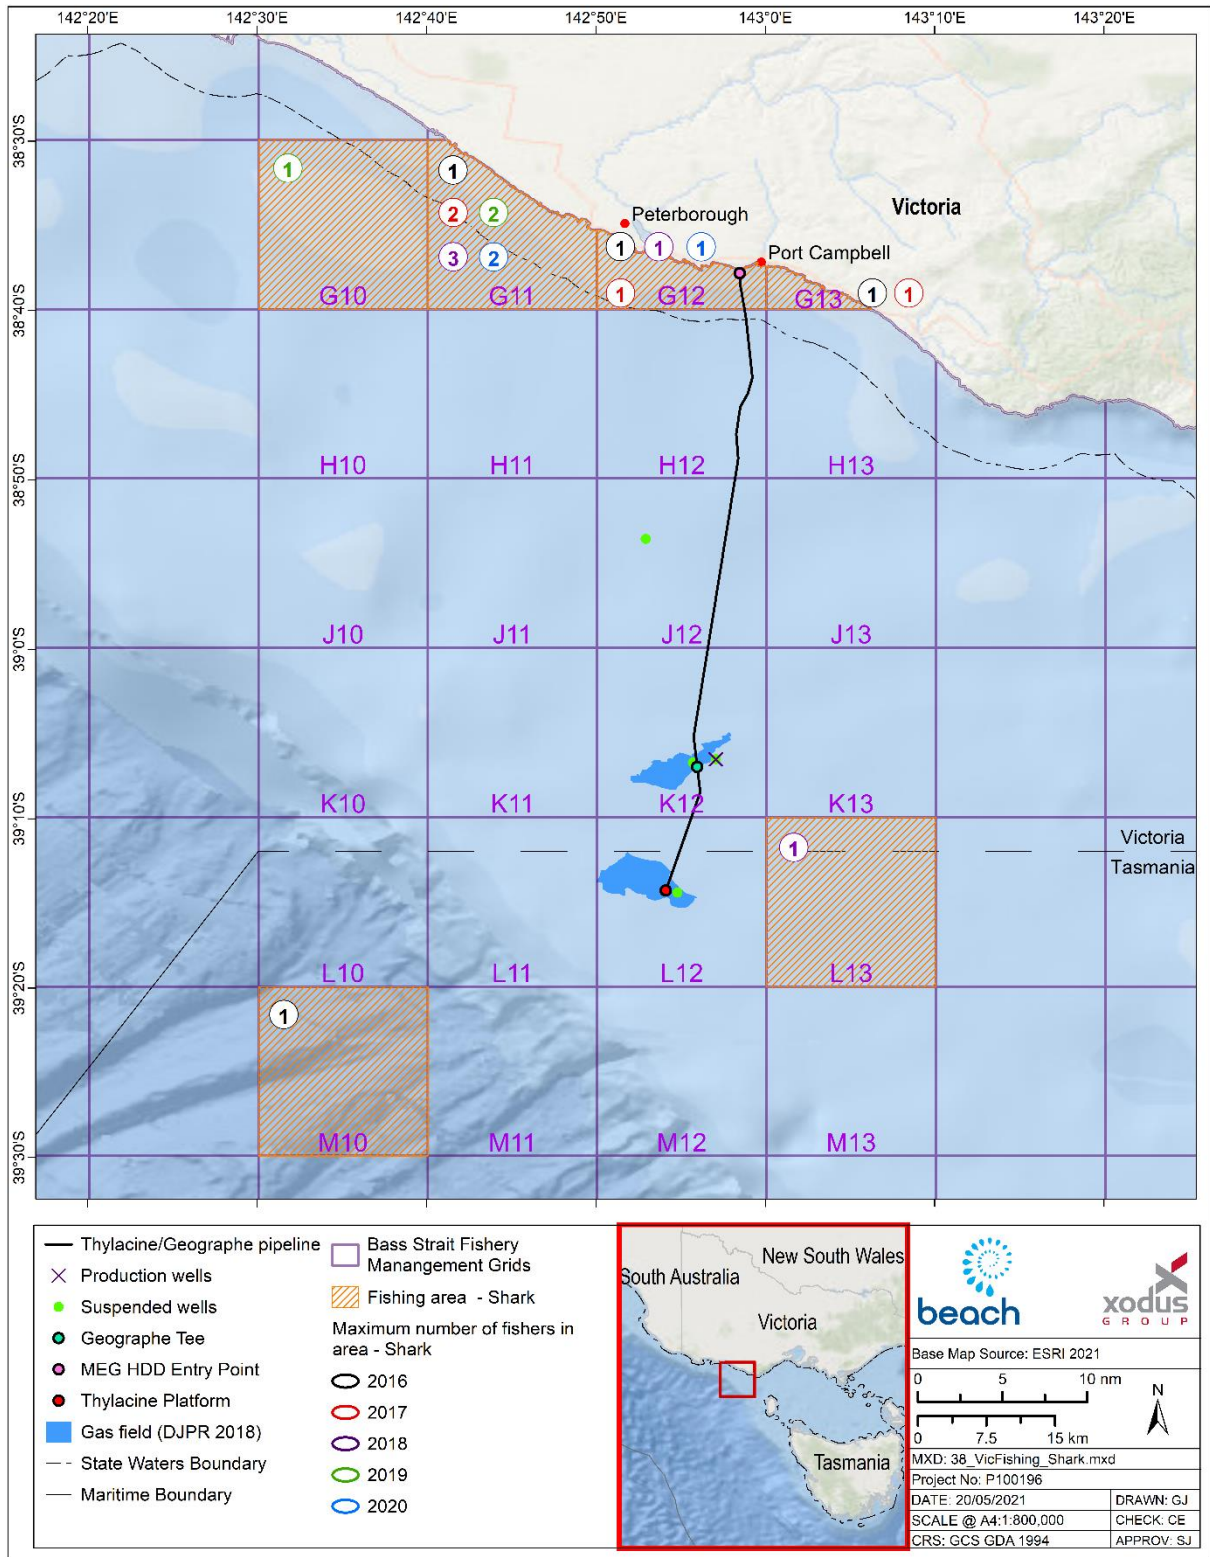 142°20'E 142°30'E 142°40'E 142°50'E 143°0'E 143°10'E 143°20'E
38°30'S
1
1
2 2
Peterborough
Victoria
3 2
1 1 1
Port Campbell
G10 G11
1
G12 G13
1 1
38°40'S
H10 H11 H12 H13
38°50'S
J10 J11 J12 J13
39°0'S
K10 K11 K12 K13
39°10'S
1
Victoria
Tasmania
L10 L11 L12 L13
39°20'S
1
M10 M11 M12 M13
39°30'S
Thylacine/Geographe pipeline
Production wells
Suspended wells
Geographe Tee
MEG HDD Entry Point
Thylacine Platform
Gas field (DJPR 2018)
State Waters Boundary
Maritime Boundary
Bass Strait Fishery
Manangement Grids
Fishing area - Shark
Maximum number of fishers in
area - Shark
2016
2017
2018
2019
2020
New South Wales
South Australia
Victoria
Tasmania
beach
xodus
GROUP
Base Map Source: ESRI 2021
0 5 10 nm
N
0 7.5 15 km
MXD: 38_VicFishing_Shark.mxd
Project No: P100196
DATE: 20/05/2021 DRAWN: GJ
SCALE @ A4:1:800,000 CHECK: CE
CRS: GCS GDA 1994 APPROV: SJ